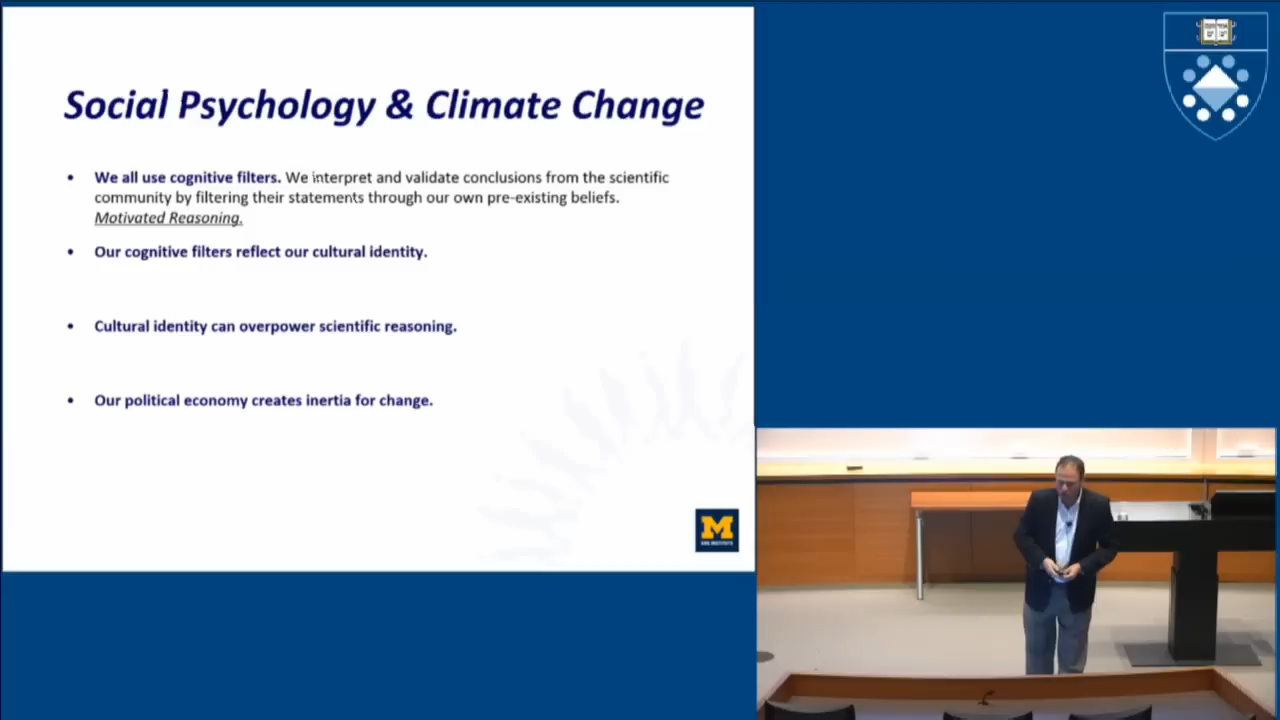 Social Psychology & Climate Change
• We all use cognitive filters. We interpret and validate conclusions from the scientific
community by filtering their statements through our own pre-existing beliefs.
Motivated Reasoning.
• Our cognitive filters reflect our cultural identity.
• Cultural identity can overpower scientific reasoning.
• Our political economy creates inertia for change.
M